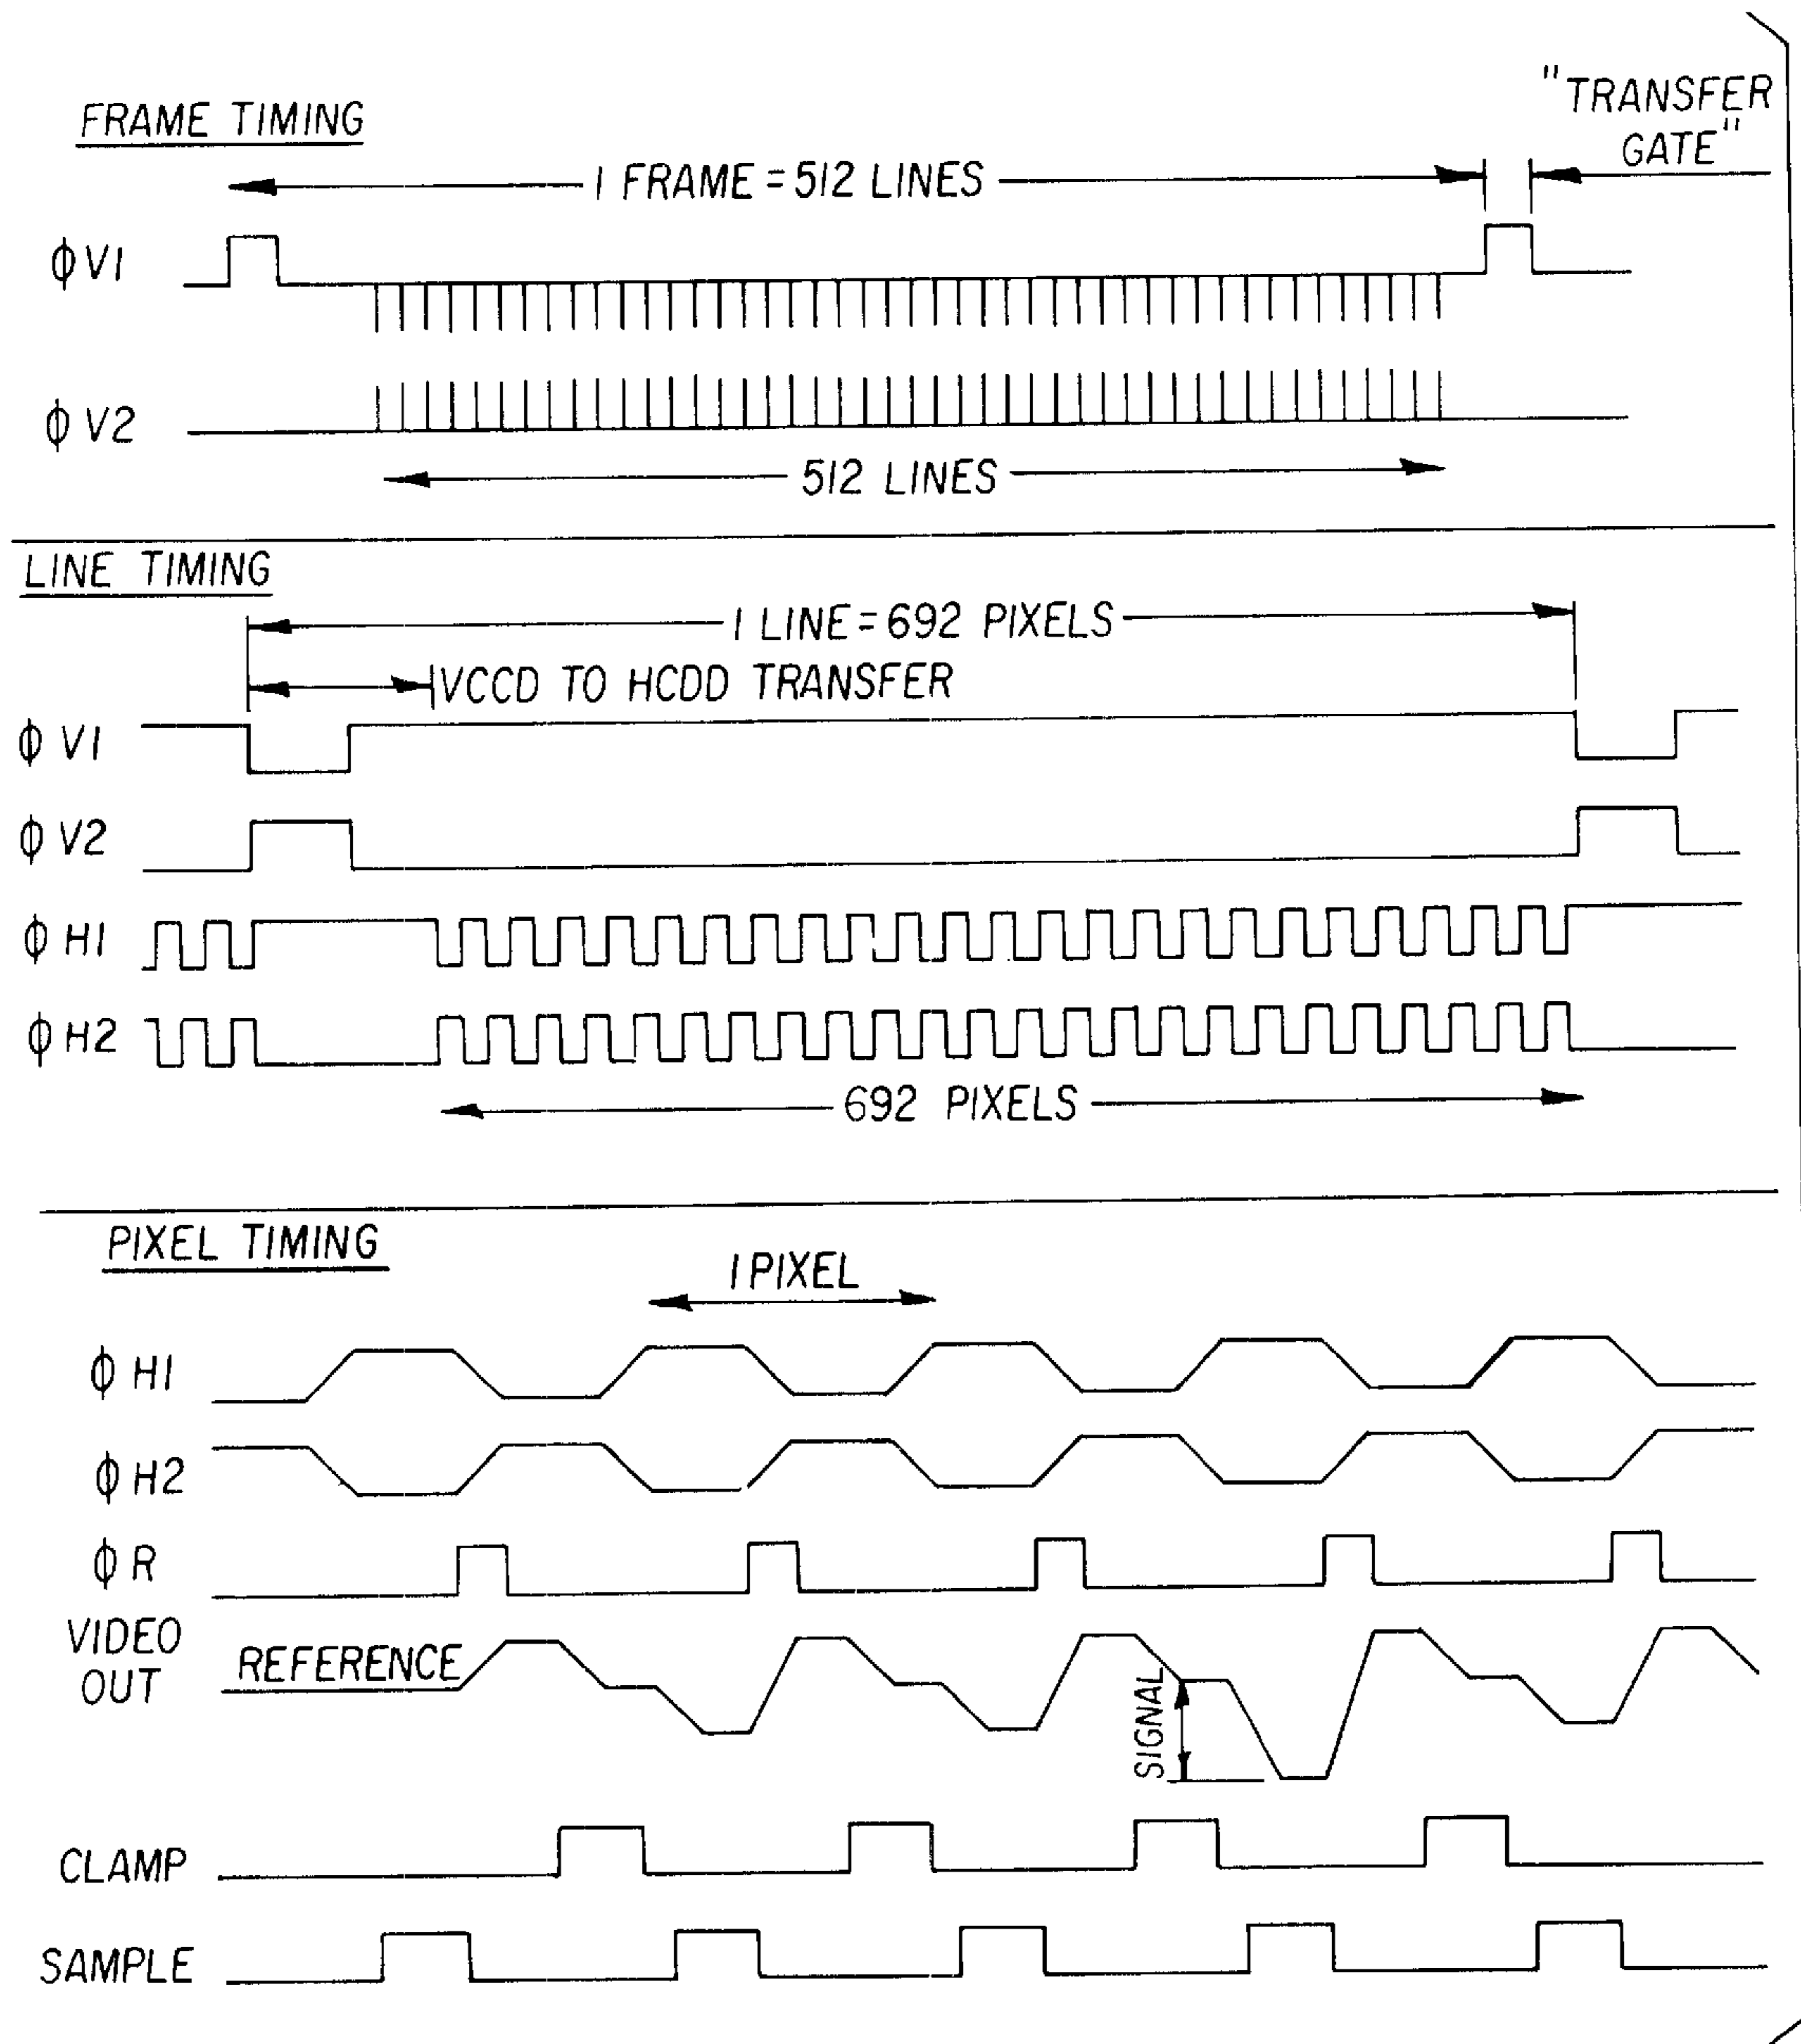 FRAME TIMING
"TRANSFER
GATE"
1 FRAME = 512 LINES
ϕ V1
ϕ V2
512 LINES
LINE TIMING
1 LINE = 692 PIXELS
VCCD TO HCDD TRANSFER
ϕ V1
ϕ V2
ϕ H1
ϕ H2
692 PIXELS
PIXEL TIMING
1 PIXEL
ϕ H1
ϕ H2
ϕ R
VIDEO
OUT
REFERENCE
SIGNAL
CLAMP
SAMPLE